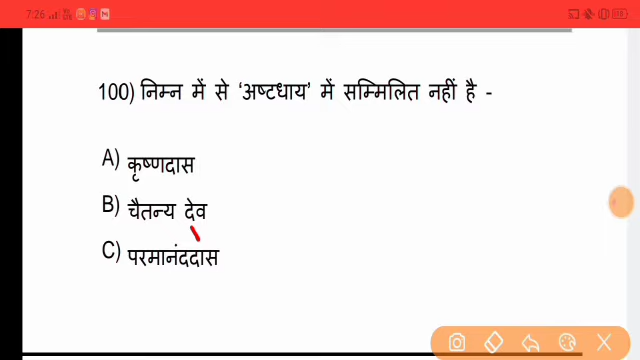 7:26
100) निम्न में से ‘अष्टधाय’ में सम्मिलित नहीं है -
A) कृष्णदास
B) चैतन्य देव
C) परमानंददास